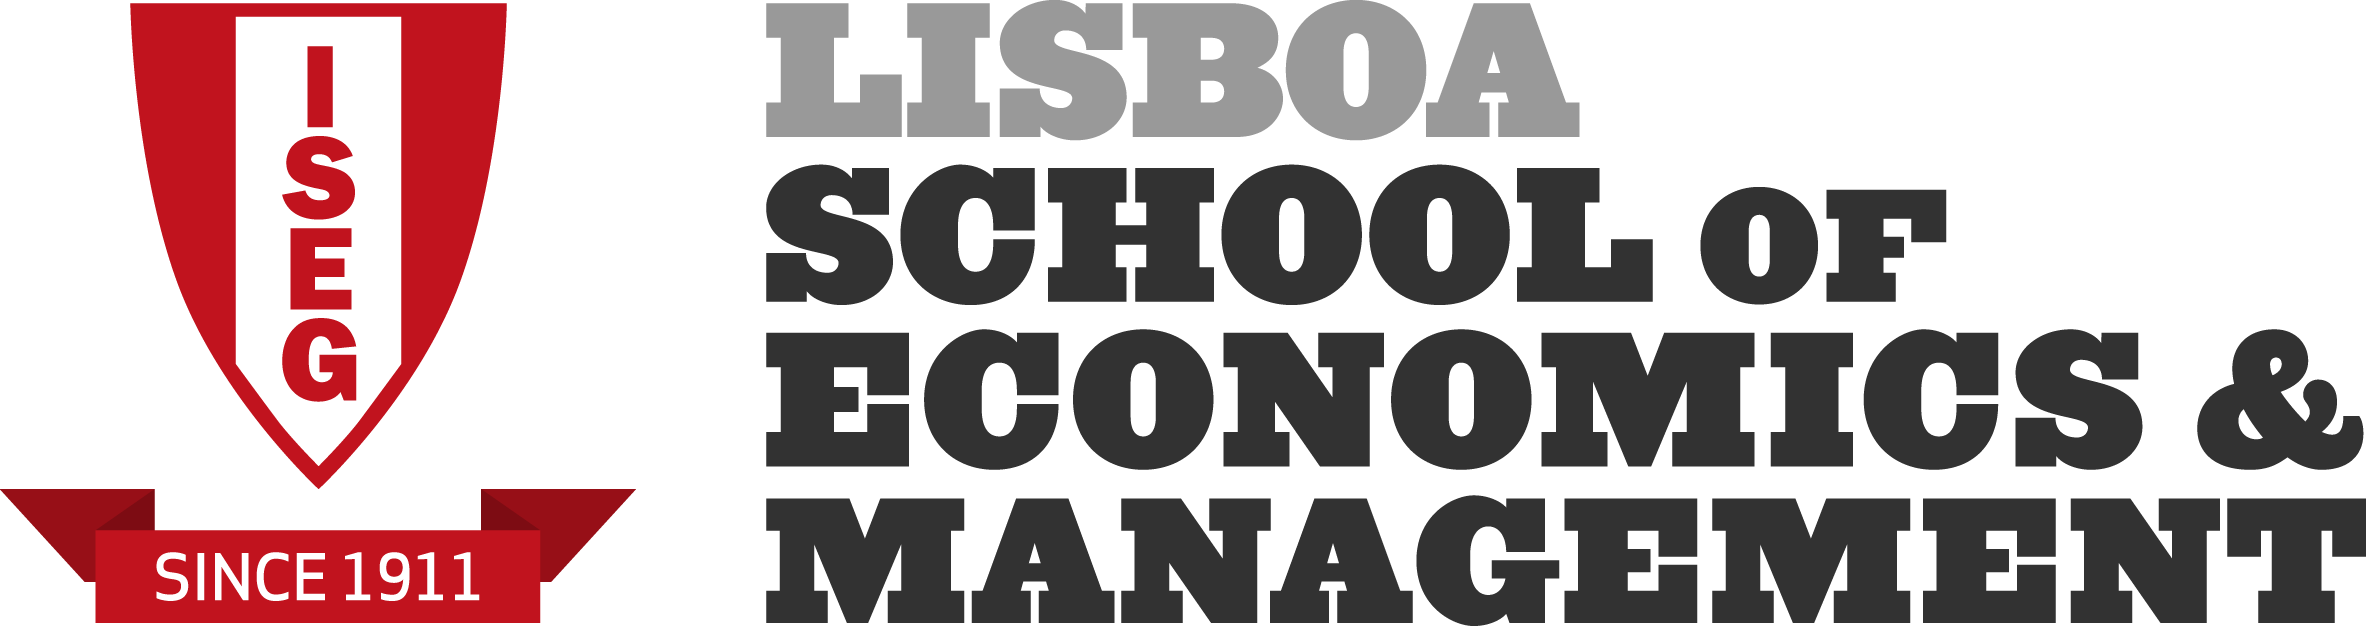 ISEG
SINCE 1911
LISBOA
SCHOOL OF
ECONOMICS &
MANAGEMENT